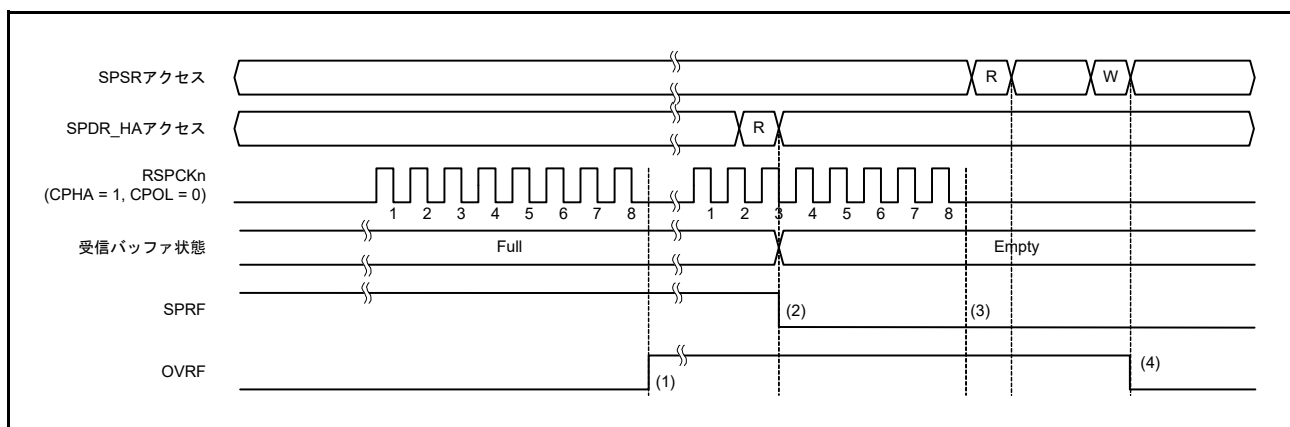 SPSRアクセス
R
W
SPDR_HAアクセス
R
RSPCKn
(CPHA = 1, CPOL = 0)
1 2 3 4 5 6 7 8 1 2 3 4 5 6 7 8
受信バッファ状態
Full
Empty
SPRF
(2)
(3)
OVRF
(1)
(4)